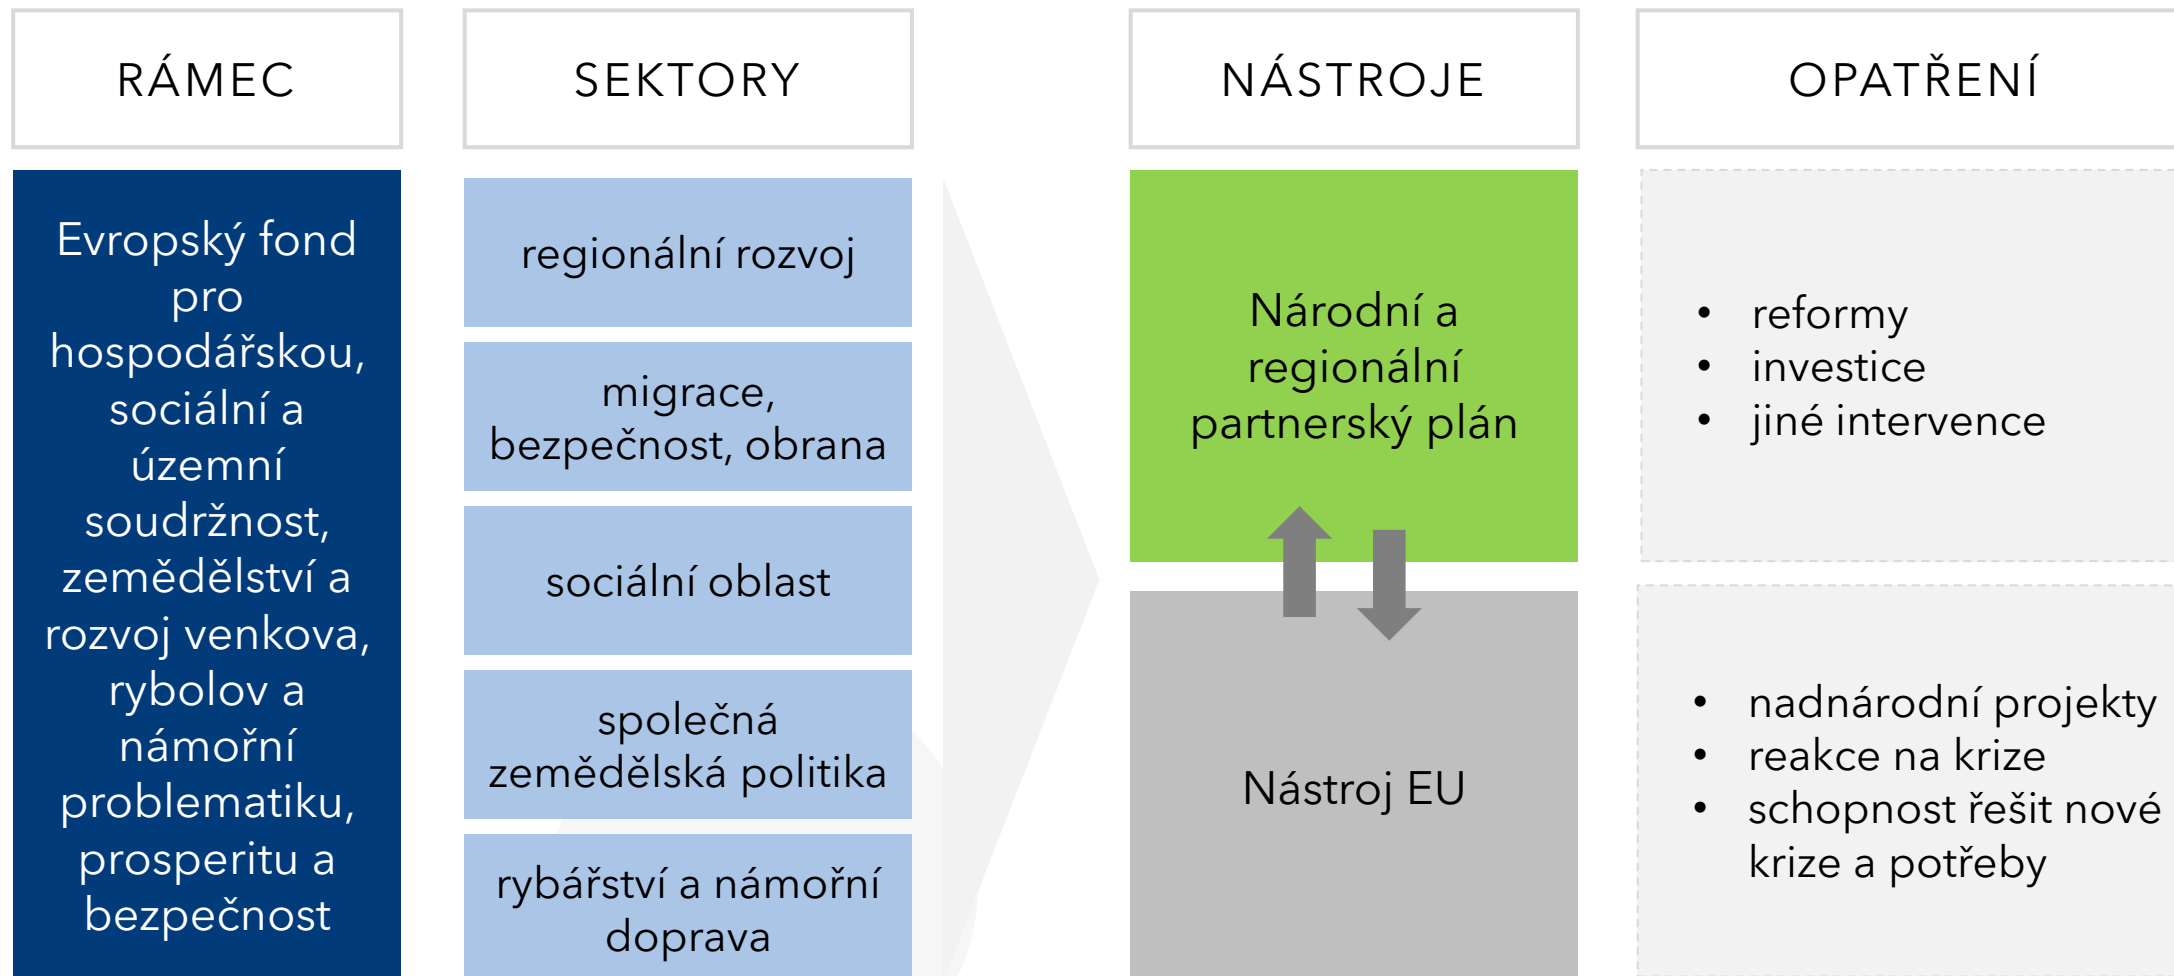 RÁMEC
SEKTORY
NÁSTROJE
OPATŘENÍ
Evropský fond
pro
hospodářskou,
sociální a
území
soudržnost,
zemědělství a
rozvoj venkova,
rybolov a
námořní
problematiku,
prosperitu a
bezpečnost
regionální rozvoj
migrace,
bezpečnost, obrana
sociální oblast
společná
zemědělská politika
rybářství a námořní
doprava
Národní a
regionální
partnerský plán
Nástroj EU
• reformy
• investice
• jiné intervence
• nadnárodní projekty
• reakce na krize
• schopnost řešit nové
krize a potřeby